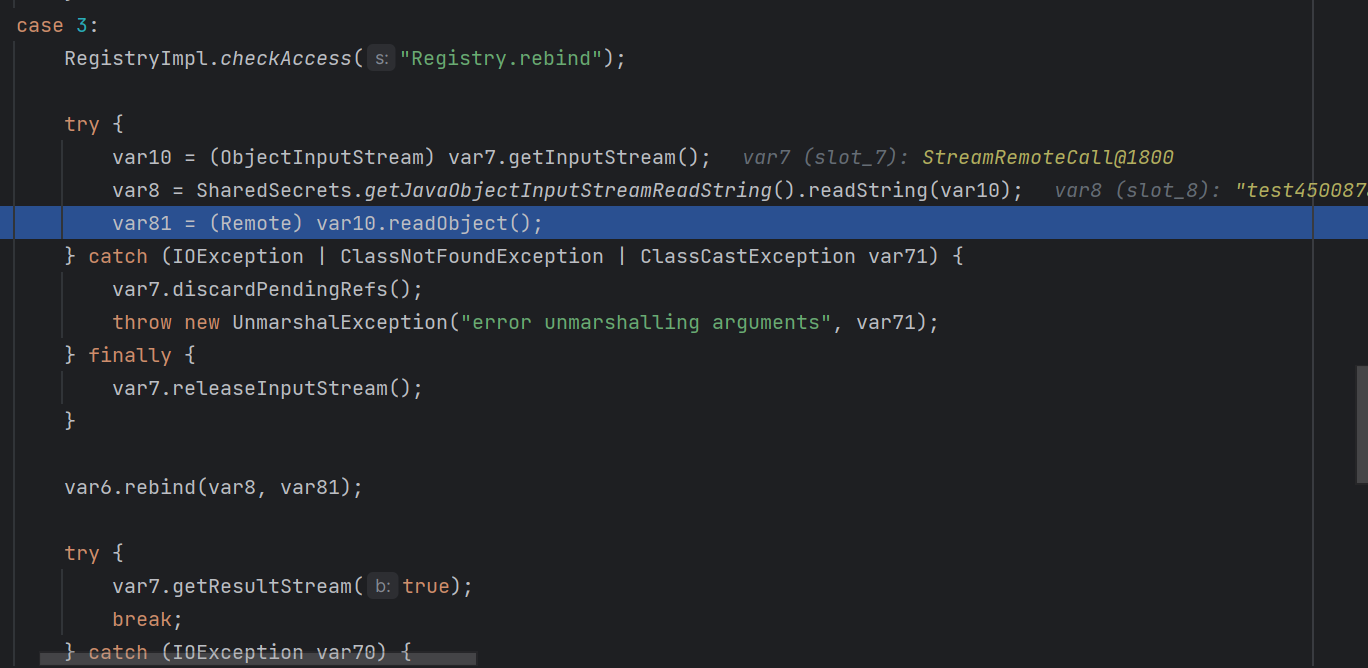 case 3:
RegistryImpl.checkAccess( s: "Registry.rebind");
try {
var10 = (ObjectInputStream) var7.getInputStream(); var7 (slot_7): StreamRemoteCall@1800
var8 = SharedSecrets.getJavaObjectInputStreamReadString().readString(var10); var8 (slot_8): "test450087
var81 = (Remote) var10.readObject();
} catch (IOException | ClassNotFoundException | ClassCastException var71) {
var7.discardPendingRefs();
throw new UnmarshalException("error unmarshalling arguments", var71);
} finally {
var7.releaseInputStream();
}
var6.rebind(var8, var81);
try {
var7.getResultStream( b: true);
break;
} catch (IOException var70) {